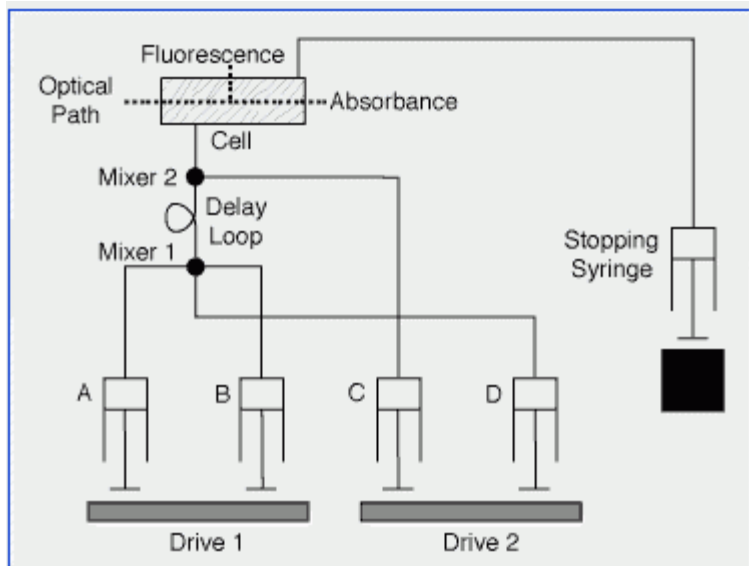 Fluorescence
Optical
Path
Absorbance
Cell
Mixer 2
Delay
Loop
Mixer 1
Stopping
Syringe
A
B
C
D
Drive 1
Drive 2